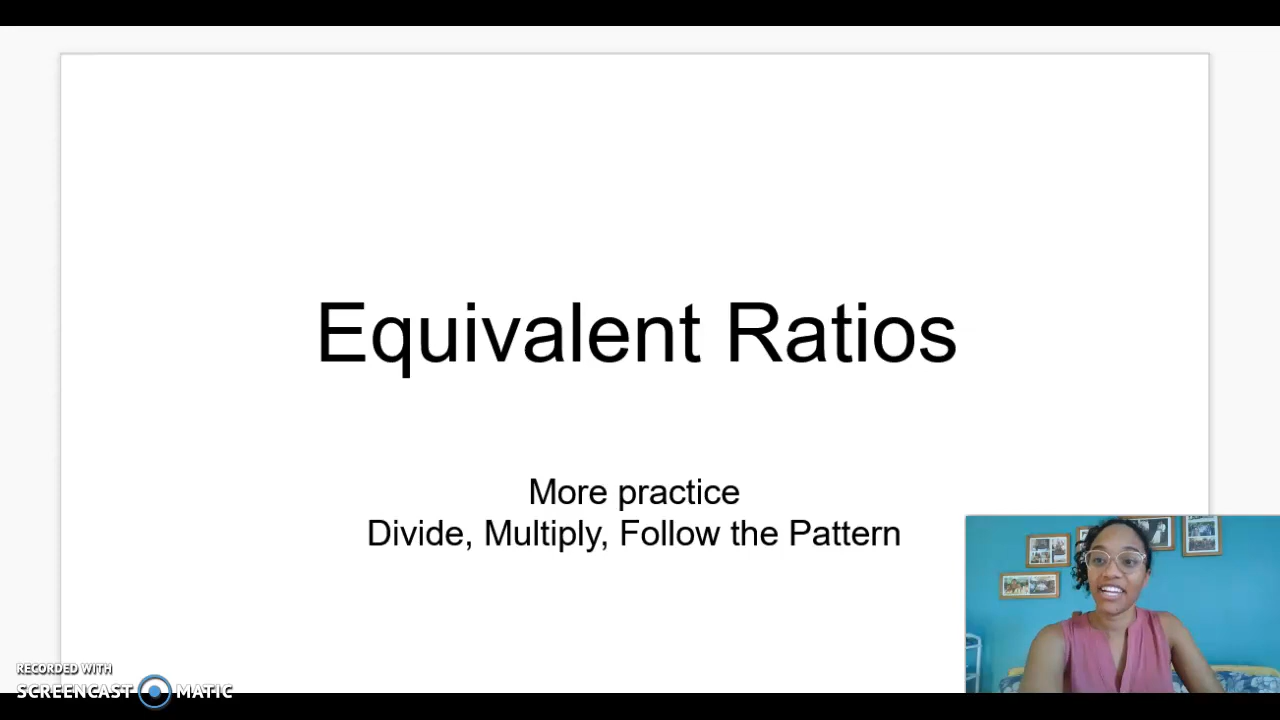 Equivalent Ratios
More practice
Divide, Multiply, Follow the Pattern
RECORDED WITH
SCREENCAST MATIC